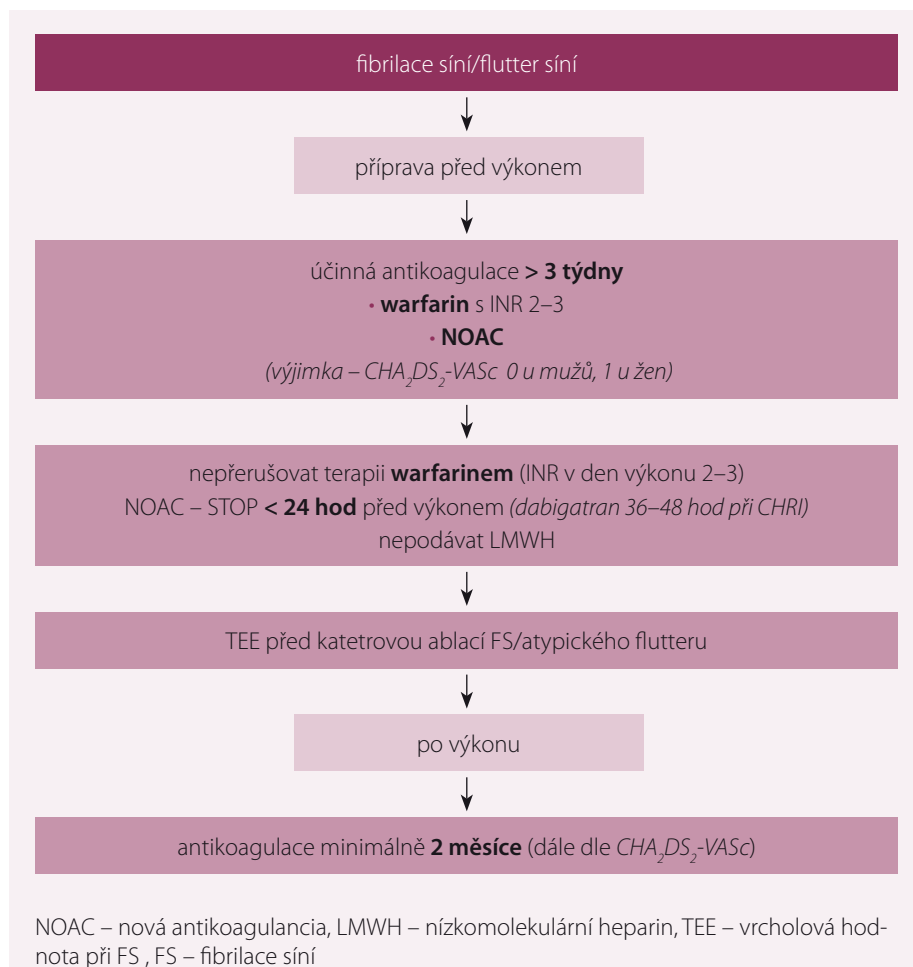 fibrilace síní/flutter síní
příprava před výkonem
účinná antikoagulace > 3 týdny
• warfarin s INR 2–3
• NOAC
(výjimka – CHA₂DS₂-VASc 0 u mužů, 1 u žen)
nepřerušovat terapii warfarinem (INR v den výkonu 2–3)
NOAC – STOP < 24 hod před výkonem (dabigatran 36–48 hod při CHRI)
nepodávat LMWH
TEE před katetrovou ablací FS/atypického flutteru
po výkonu
antikoagulace minimálně 2 měsíce (dále dle CHA₂DS₂-VASc)
NOAC – nová antikoagulancia, LMWH – nízkomolekulární heparin, TEE – vrcholová hod-
nota při FS , FS – fibrilace síní